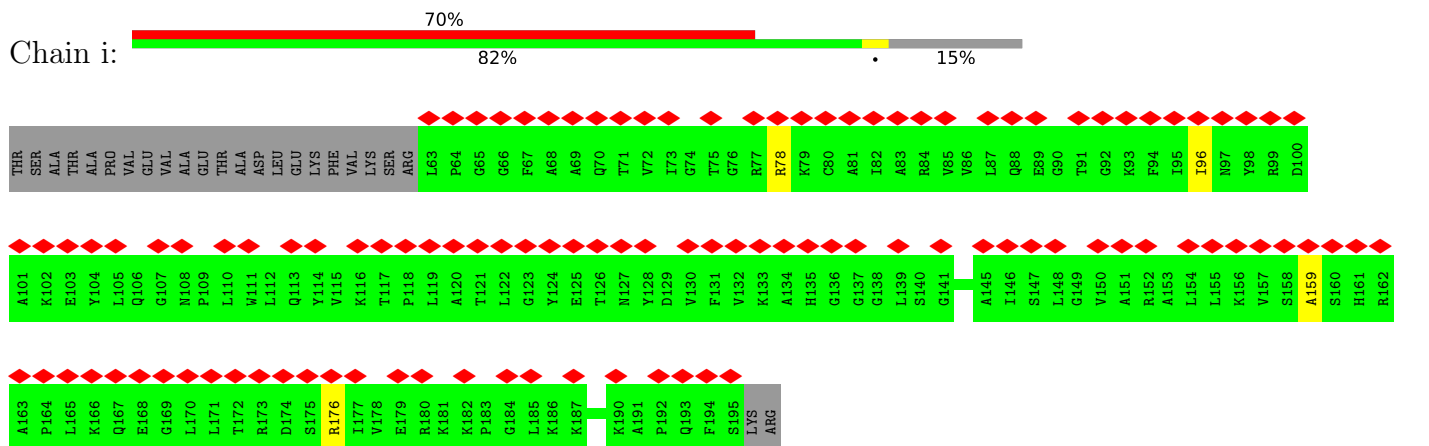 70%
Chain i:
82% • 15%
THR SER ALA THR ALA PRO VAL GLU VAL ALA GLU THR ALA ASP LEU GLU LYS PHE VAL LYS SER ARG L63 P64 G65 G66 F67 A68 A69 Q70 T71 V72 I73 G74 T75 G76 R77 R78 K79 C80 A81 I82 A83 R84 V85 V86 L87 Q88 E89 G90 T91 G92 K93 F94 I95 I96 N97 Y98 R99 D100
A101 K102 E103 Y104 L105 Q106 G107 N108 P109 L110 W111 L112 Q113 Y114 V115 K116 T117 P118 L119 A120 T121 L122 G123 Y124 E125 T126 N127 Y128 D129 V130 F131 V132 K133 A134 H135 G136 G137 G138 L139 S140 G141 A145 I146 S147 L148 G149 V150 A151 R152 A153 L154 L155 K156 V157 S158 A159 S160 H161 R162
A163 P164 L165 K166 Q167 E168 G169 L170 L171 T172 R173 D174 S175 R176 I177 V178 E179 R180 K181 K182 P183 G184 L185 K186 K187 K190 A191 P192 Q193 F194 S195 LYS ARG